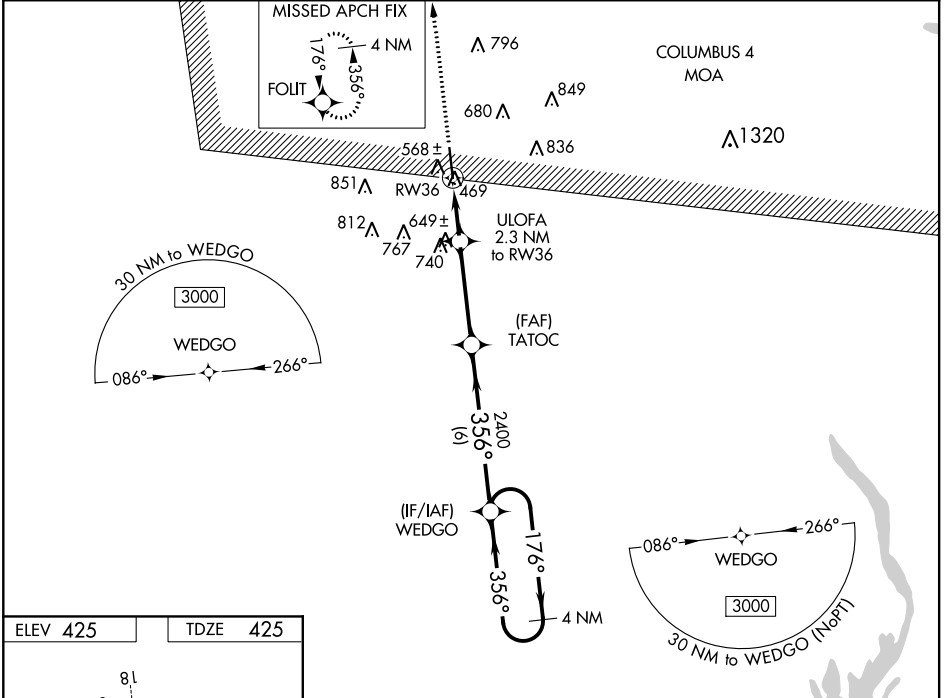 MISSED APCH FIX
4 NM
176°
356°
FOLIT
796
COLUMBUS 4
MOA
849
680
836
1320
568 ±
851
RW36
469
812
767
649 ±
740
ULOFA
2.3 NM
to RW36
30 NM to WEDGO
3000
WEDGO
086°
266°
(FAF)
TATOC
2400
356°
(6)
(IF/IAF)
WEDGO
176°
356°
4 NM
086°
266°
WEDGO
3000
30 NM to WEDGO (NoPT)
ELEV 425
TDZE 425
18